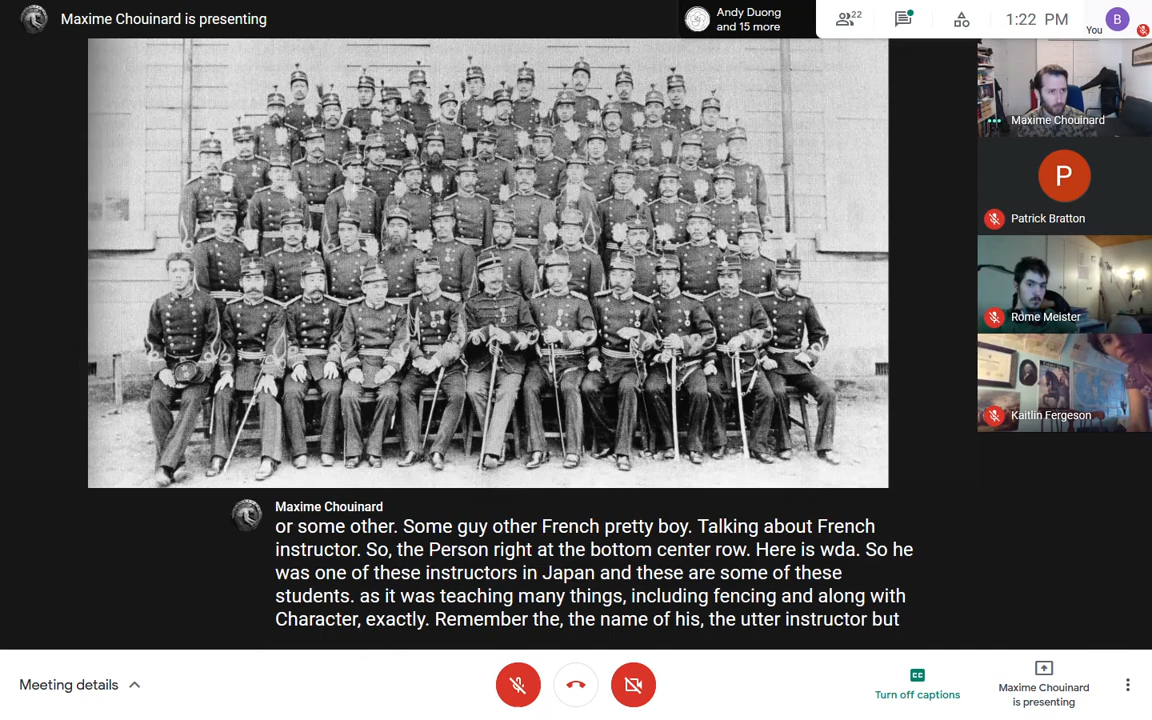 Maxime Chouinard is presenting
Andy Duong
and 15 more
22
1:22 PM
You
B
Maxime Chouinard
P
Patrick Bratton
Rome Meister
Kaitlin Fergeson
Maxime Chouinard
or some other. Some guy other French pretty boy. Talking about French
instructor. So, the Person right at the bottom center row. Here is wda. So he
was one of these instructors in Japan and these are some of these
students. as it was teaching many things, including fencing and along with
Character, exactly. Remember the, the name of his, the utter instructor but
Meeting details
CC
Turn off captions
Maxime Chouinard
is presenting